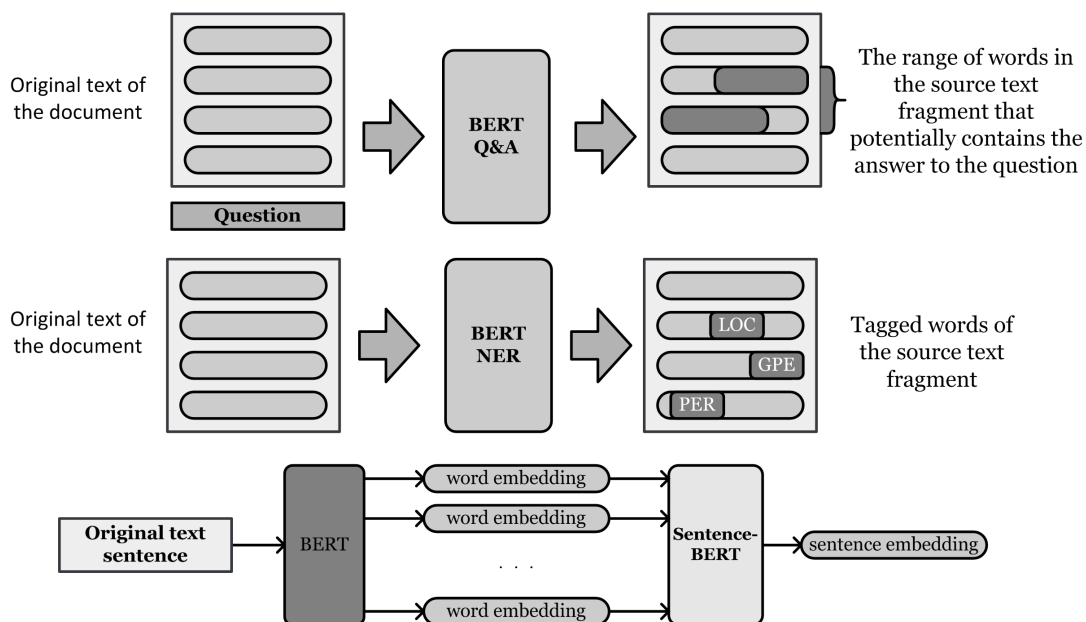 Original text of
the document
Question
BERT
Q&A
The range of words in
the source text
fragment that
potentially contains the
answer to the question
Original text of
the document
BERT
NER
LOC
GPE
PER
Tagged words of
the source text
fragment
Original text
sentence
BERT
word embedding
word embedding
. . .
word embedding
Sentence-
BERT
sentence embedding